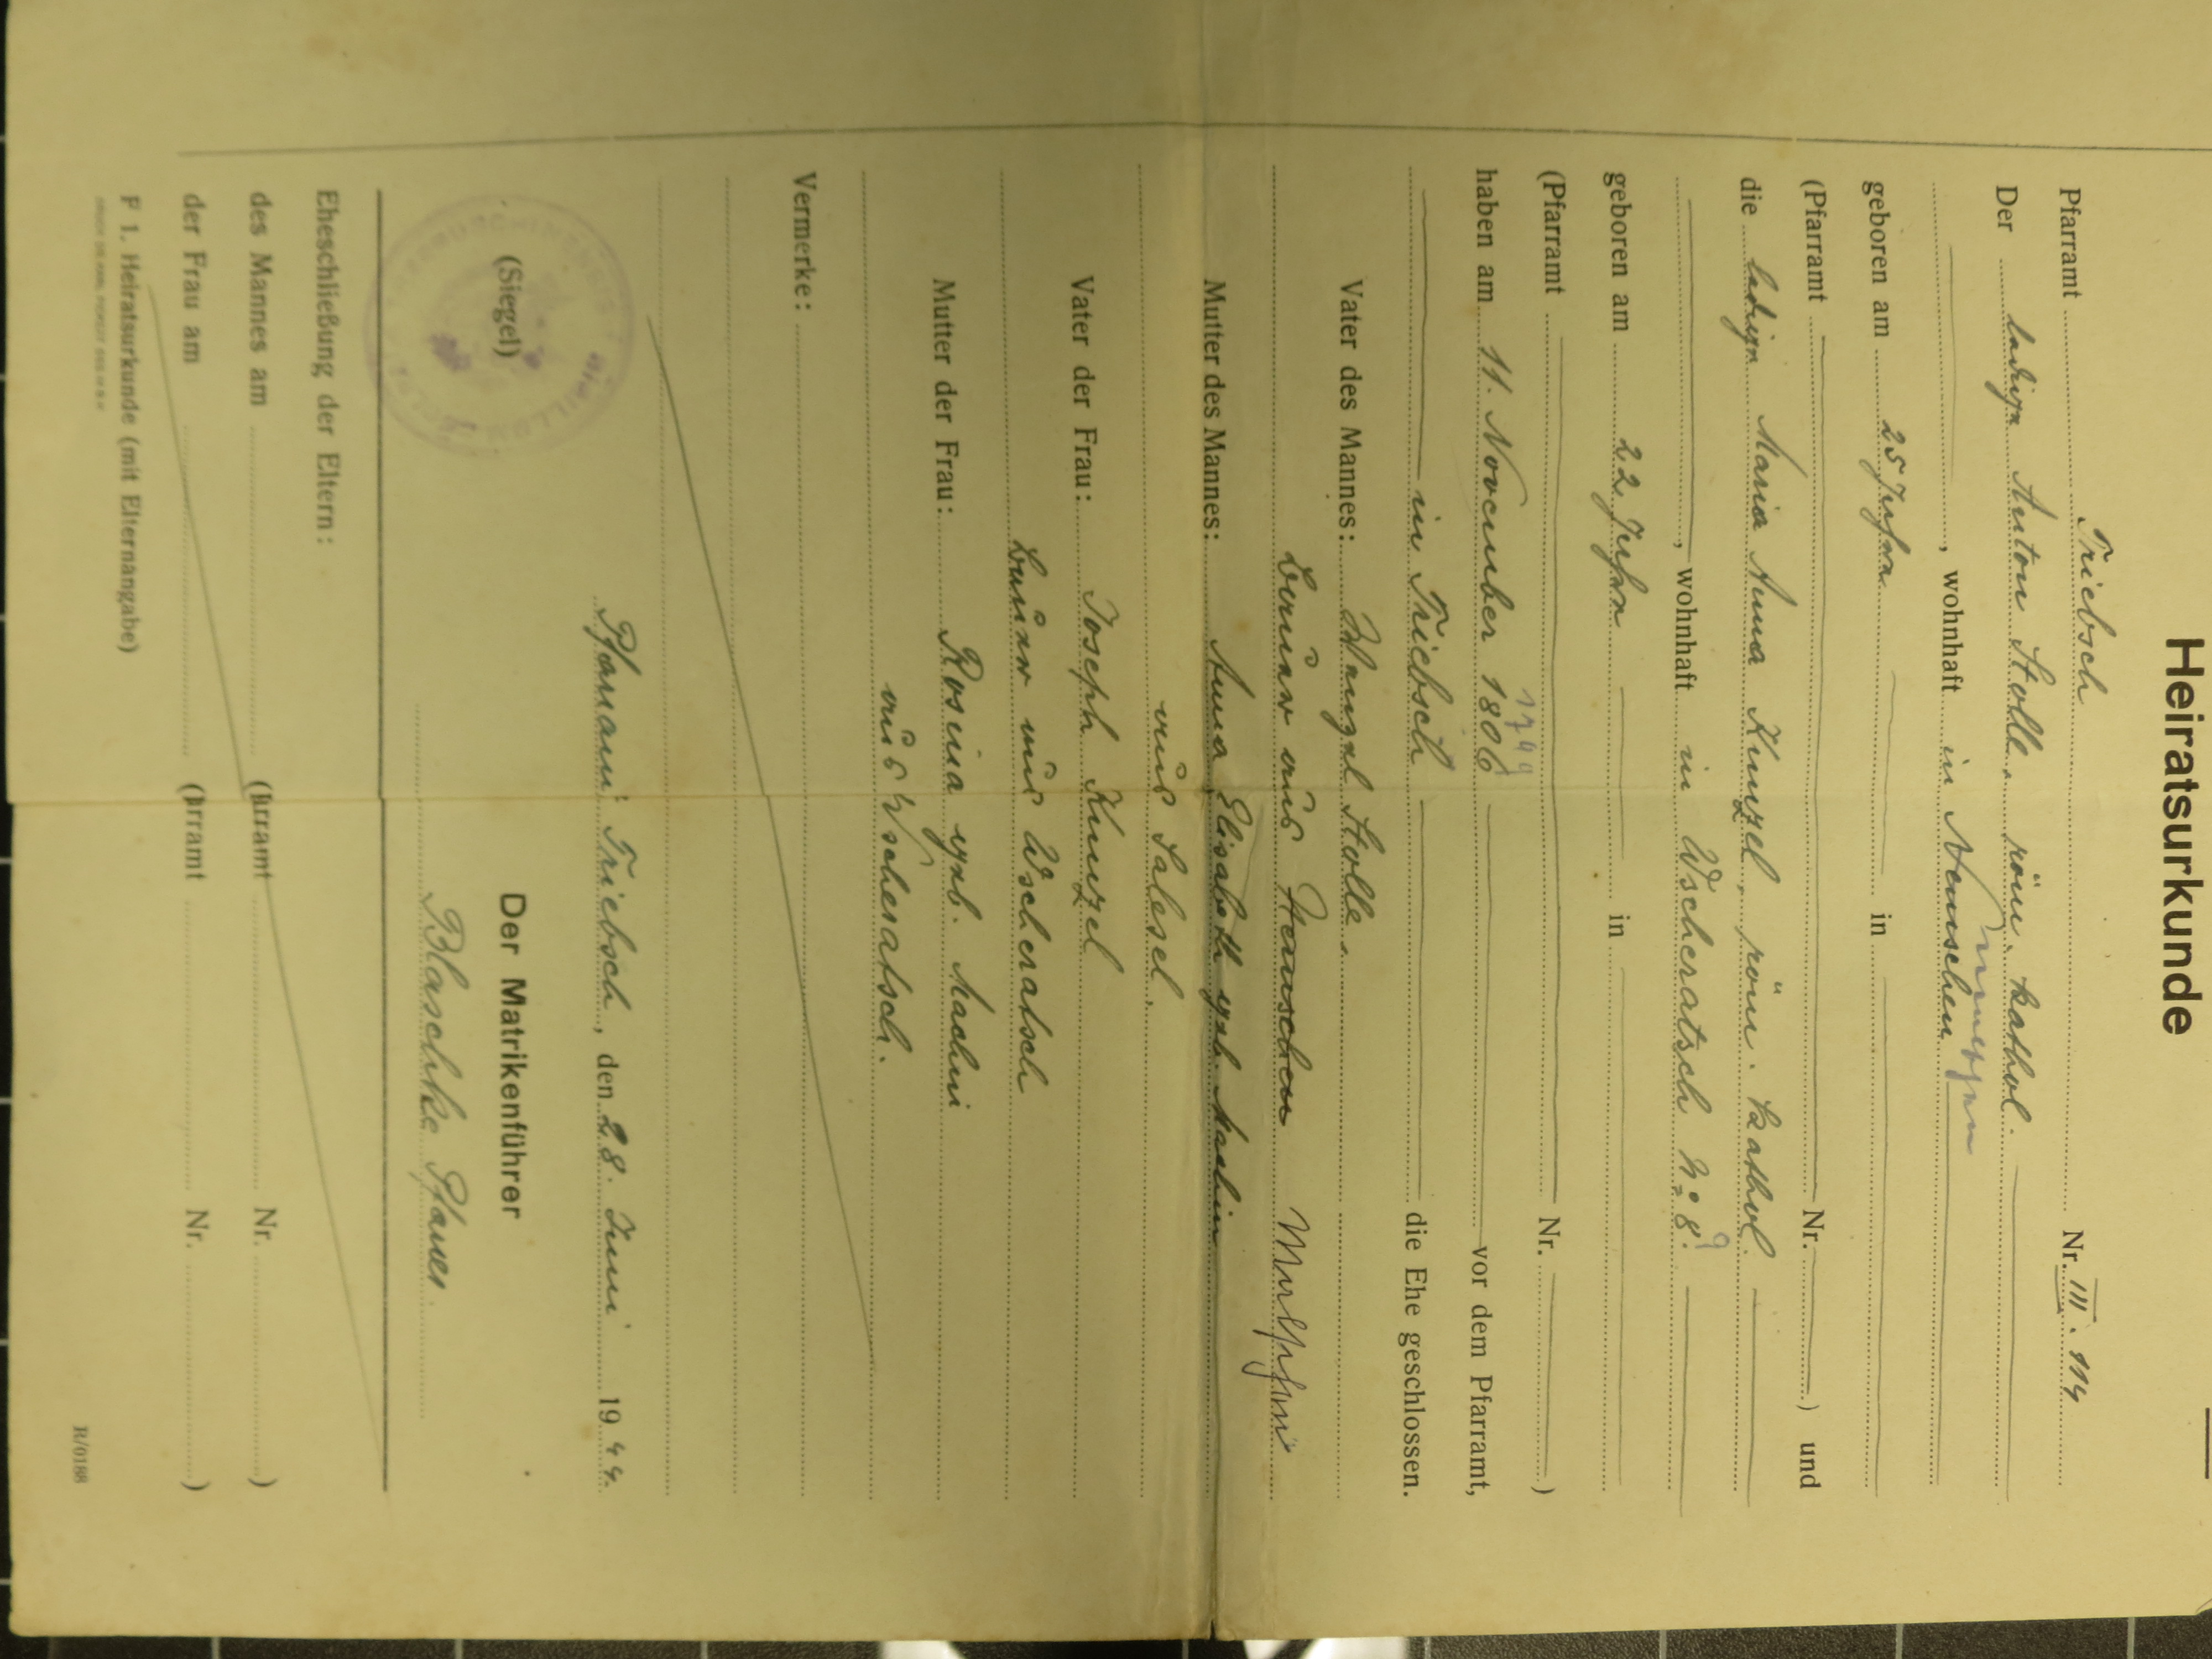 Heiratsurkunde
Pfarramt Triebsch Nr. III. 114
Der ledige Anton Stolle, röm. kathol.
, wohnhaft in Nemschen
geboren am 25 Jahre in
(Pfarramt Nr. ) und
die ledige Maria Anna Kunzel, röm. kathol.
9
, wohnhaft in Wscheratsch No: 8.
geboren am 22 Jahre in
(Pfarramt Nr. )
1799
haben am 11. November 1806 vor dem Pfarramt,
in Triebsch die Ehe geschlossen.
Vater des Mannes: Wenzel Stolle,
Bauer aus Nemschen
Mutter des Mannes: Anna Elisabeth geb. Machin
aus Salesel.
Vater der Frau: Joseph Kunzel
Bauer aus Wscheratsch
Mutter der Frau: Rosina geb. Machin
aus Wscheratsch.
Vermerke:
Pfarramt Triebsch, den 28. Juni 1944.
(Siegel) Der Matrikenführer
Blaschke Pfarrer
Eheschließung der Eltern:
des Mannes am (arramt Nr. )
der Frau am (arramt Nr. )
F 1. Heiratsurkunde (mit Elternangabe)
R/0188